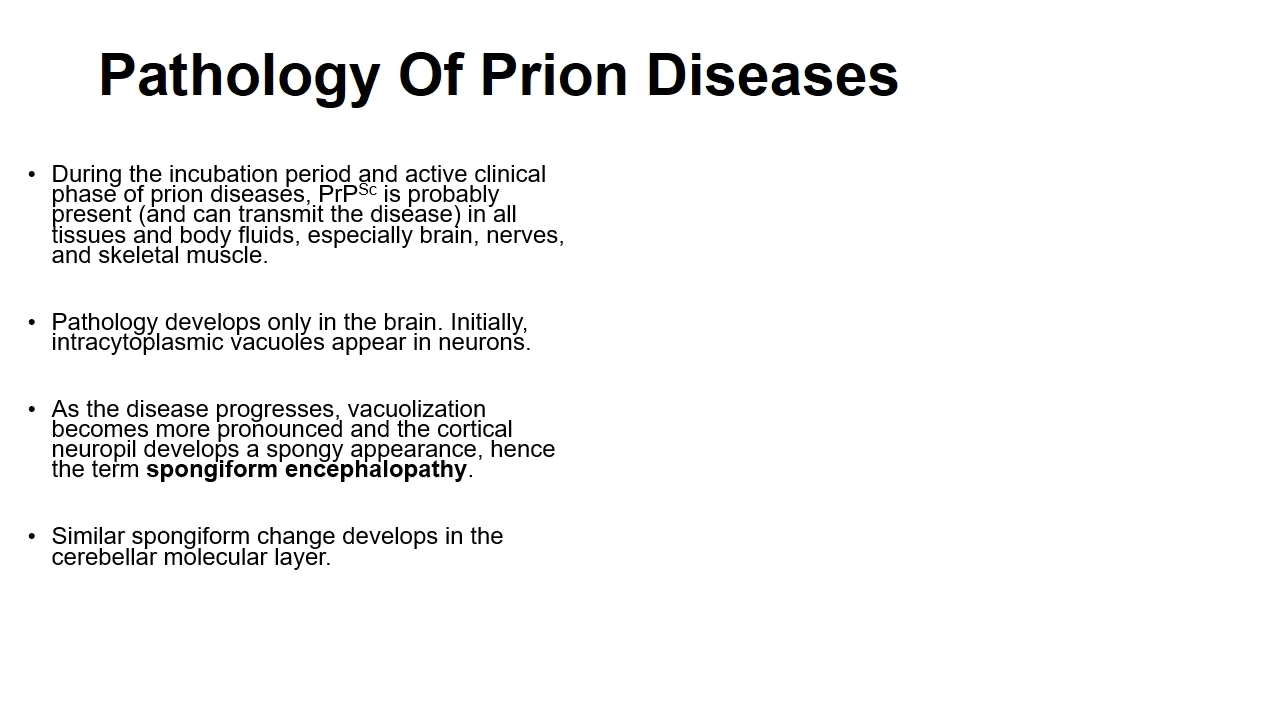 Pathology Of Prion Diseases
• During the incubation period and active clinical
phase of prion diseases, PrPSc is probably
present (and can transmit the disease) in all
tissues and body fluids, especially brain, nerves,
and skeletal muscle.
• Pathology develops only in the brain. Initially,
intracytoplasmic vacuoles appear in neurons.
• As the disease progresses, vacuolization
becomes more pronounced and the cortical
neuropil develops a spongy appearance, hence
the term spongiform encephalopathy.
• Similar spongiform change develops in the
cerebellar molecular layer.